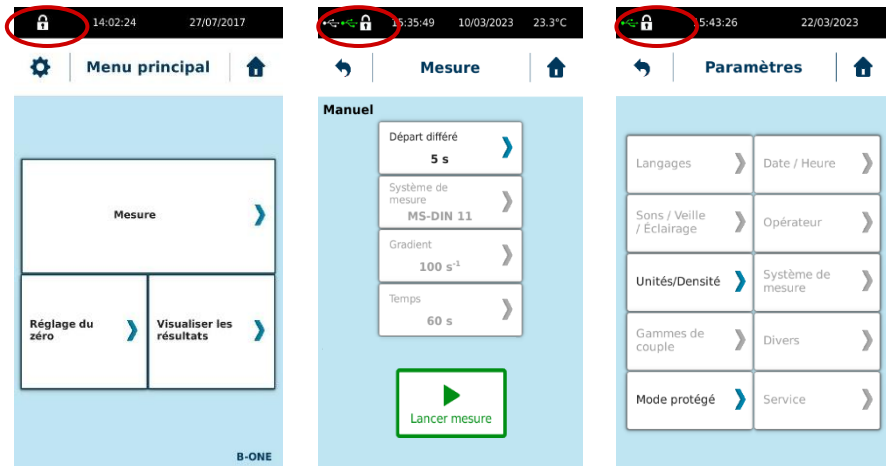 14:02:24 27/07/2017
Menu principal
Mesure
Réglage du
zéro
Visualiser les
résultats
B-ONE
15:35:49 10/03/2023 23.3°C
Mesure
Manuel
Départ différé
5 s
Système de
mesure
MS-DIN 11
Gradient
100 s⁻¹
Temps
60 s
Lancer mesure
15:43:26 22/03/2023
Paramètres
Langages
Date / Heure
Sons / Veille
/ Éclairage
Opérateur
Unités/Densité
Système de
mesure
Gammes de
couple
Divers
Mode protégé
Service